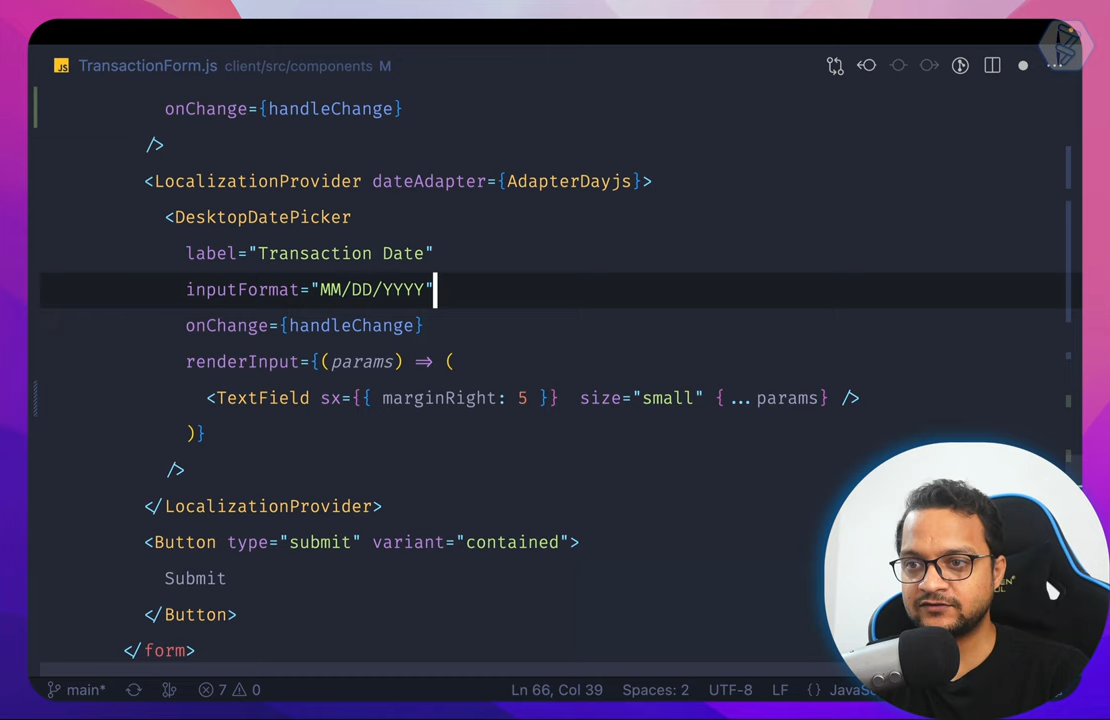 JS TransactionForm.js client/src/components M
onChange={handleChange}
/>
<LocalizationProvider dateAdapter={AdapterDayjs}>
<DesktopDatePicker
label="Transaction Date"
inputFormat="MM/DD/YYYY"
onChange={handleChange}
renderInput={(params) => (
<TextField sx={{ marginRight: 5 }} size="small" {...params} />
)}
/>
</LocalizationProvider>
<Button type="submit" variant="contained">
Submit
</Button>
</form>
main* 7 0 Ln 66, Col 39 Spaces: 2 UTF-8 LF {}